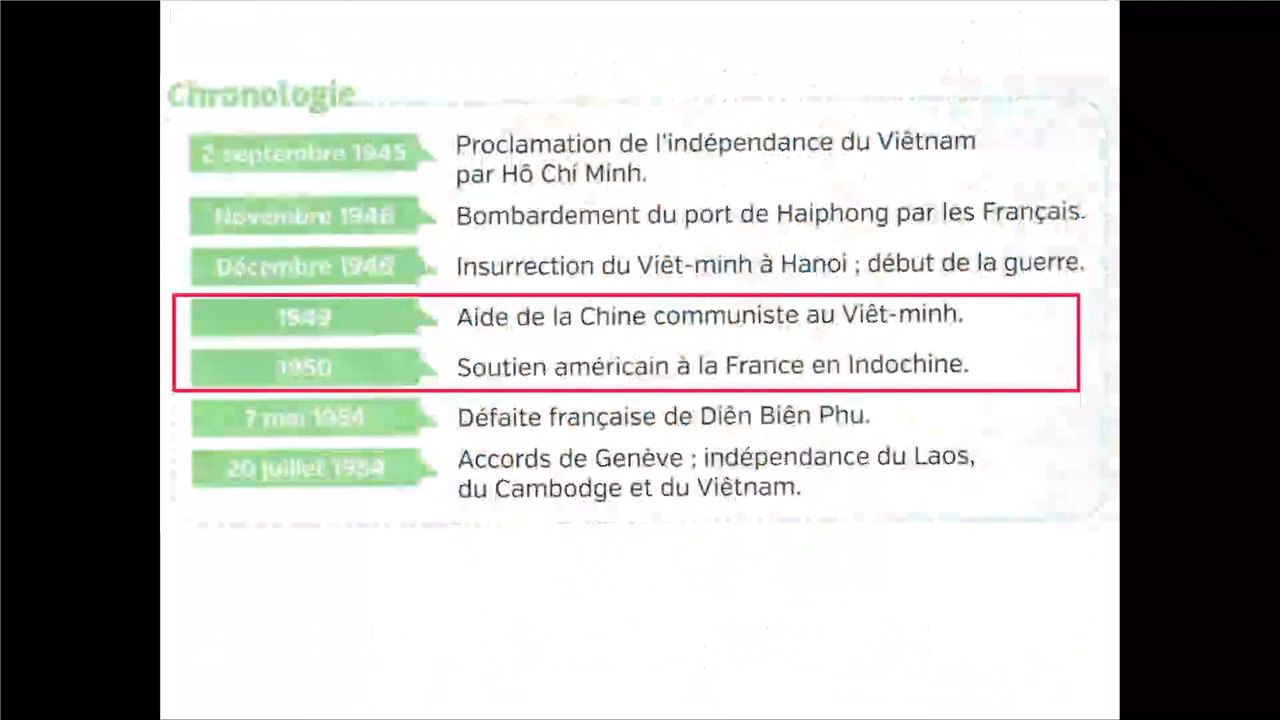 Chronologie
2 septembre 1945
Proclamation de l'indépendance du Viêtnam
par Hô Chí Minh.
Novembre 1946
Bombardement du port de Haiphong par les Français.
Décembre 1946
Insurrection du Viêt-minh à Hanoi ; début de la guerre.
1949
Aide de la Chine communiste au Viêt-minh.
1950
Soutien américain à la France en Indochine.
7 mai 1954
Défaite française de Diên Biên Phu.
20 juillet 1954
Accords de Genève ; indépendance du Laos,
du Cambodge et du Viêtnam.